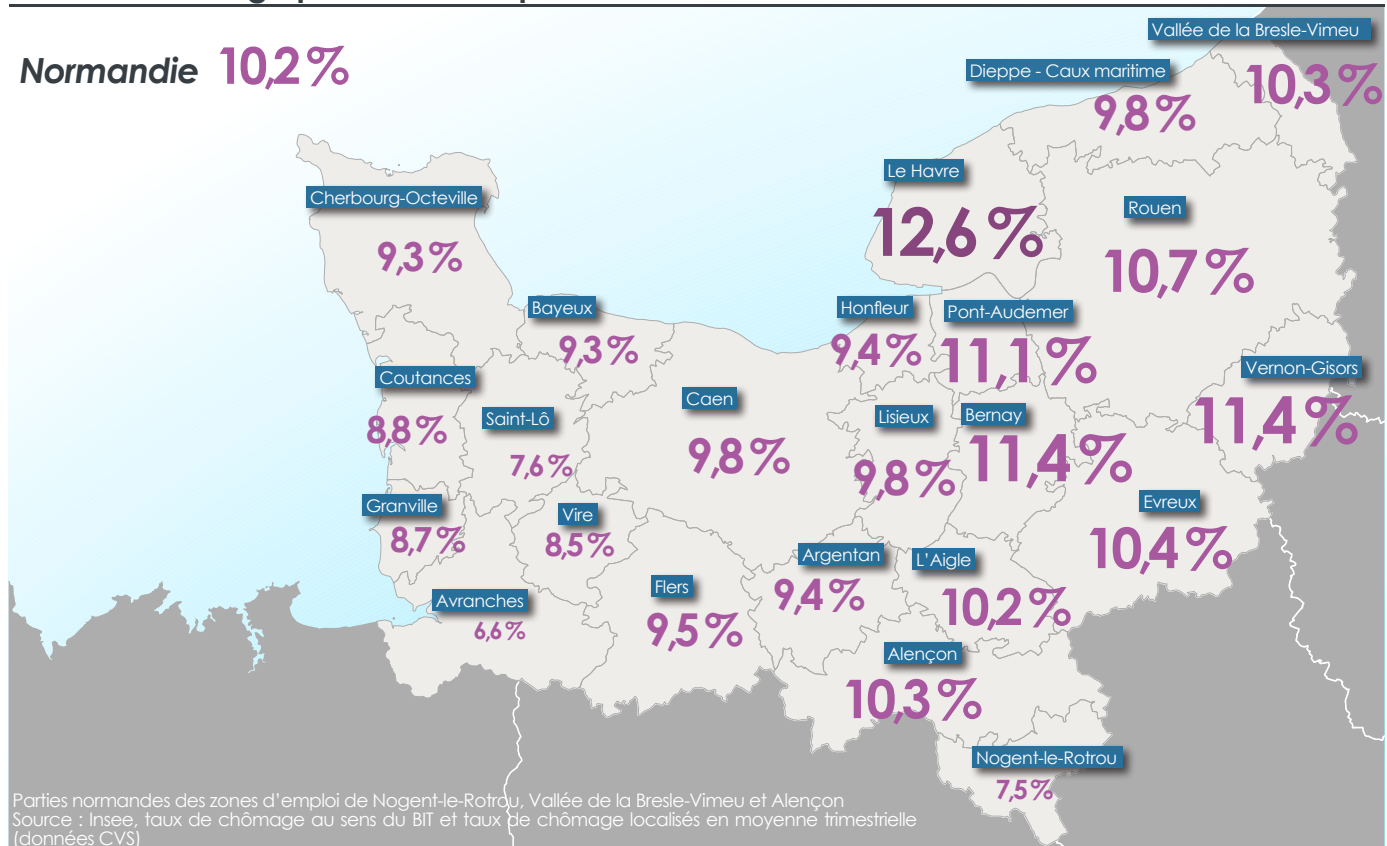 Normandie 10,2 %
Vallée de la Bresle-Vimeu
10,3 %
Dieppe - Caux maritime
9,8 %
Le Havre
12,6 %
Rouen
10,7 %
Cherbourg-Octeville
9,3 %
Bayeux
9,3 %
Honfleur
9,4 %
Pont-Audemer
11,1 %
Vernon-Gisors
11,4 %
Coutances
8,8 %
Saint-Lô
7,6 %
Caen
9,8 %
Lisieux
9,8 %
Bernay
11,4 %
Evreux
10,4 %
Granville
8,7 %
Vire
8,5 %
Argentan
9,4 %
L'Aigle
10,2 %
Avranches
6,6 %
Flers
9,5 %
Alençon
10,3 %
Nogent-le-Rotrou
7,5 %
Parties normandes des zones d'emploi de Nogent-le-Rotrou, Vallée de la Bresle-Vimeu et Alençon
Source : Insee, taux de chômage au sens du BIT et taux de chômage localisés en moyenne trimestrielle
(données CVS)